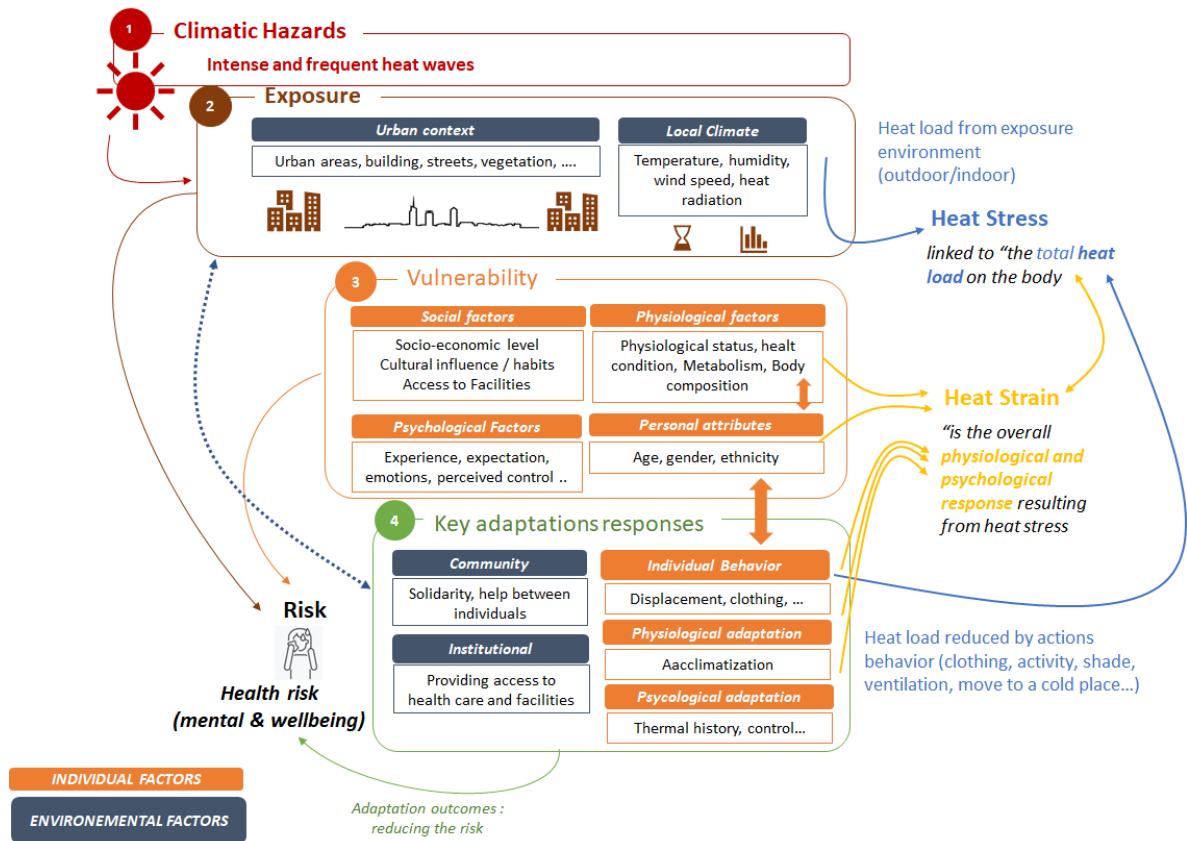 1
Climatic Hazards
Intense and frequent heat waves
2
Exposure
Urban context
Urban areas, building, streets, vegetation, ....
Local Climate
Temperature, humidity,
wind speed, heat
radiation
Heat load from exposure
environment
(outdoor/indoor)
Heat Stress
linked to “the total heat
load on the body
3
Vulnerability
Social factors
Socio-economic level
Cultural influence / habits
Access to Facilities
Physiological factors
Physiological status, healt
condition, Metabolism, Body
composition
Psychological Factors
Experience, expectation,
emotions, perceived control ..
Personal attributes
Age, gender, ethnicity
Heat Strain
“is the overall
physiological and
psychological
response resulting
from heat stress
4
Key adaptations responses
Community
Solidarity, help between
individuals
Institutional
Providing access to
health care and facilities
Individual Behavior
Displacement, clothing, ...
Physiological adaptation
Aacclimatization
Psycological adaptation
Thermal history, control...
Heat load reduced by actions
behavior (clothing, activity, shade,
ventilation, move to a cold place...)
Risk
Health risk
(mental & wellbeing)
Adaptation outcomes :
reducing the risk
INDIVIDUAL FACTORS
ENVIRONEMENTAL FACTORS